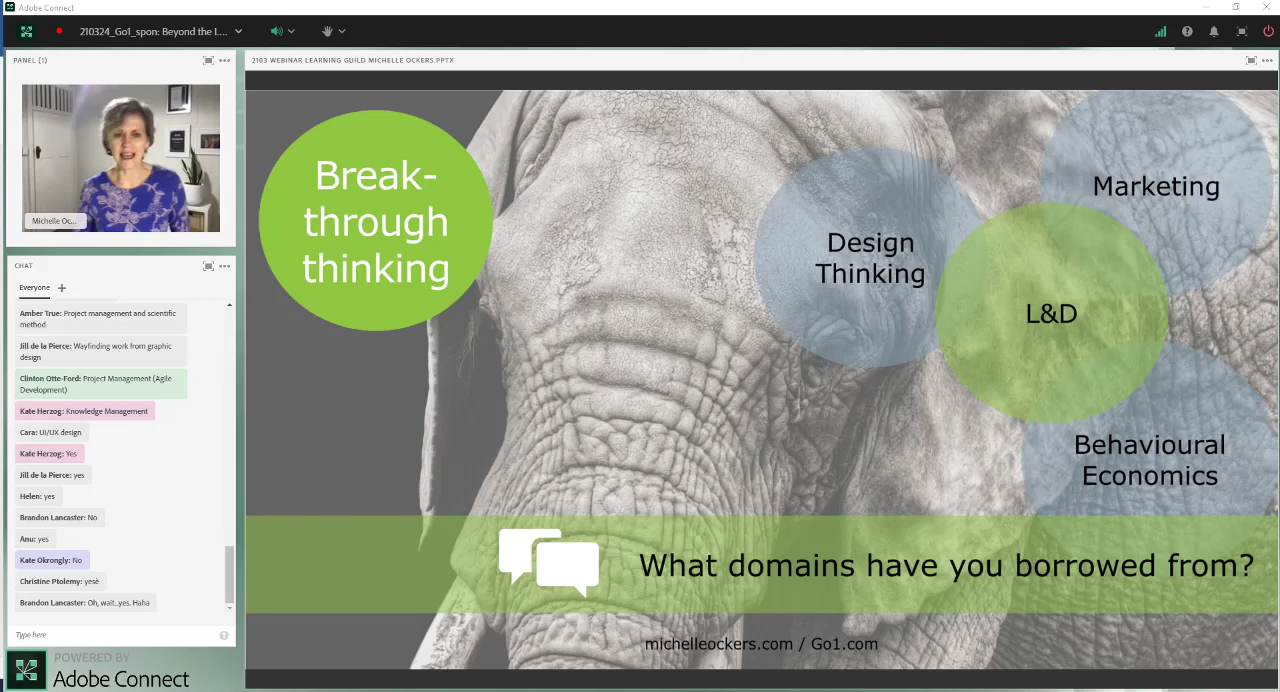 Adobe Connect
210324_Go1_spon: Beyond the L...
PANEL (1)
Michelle Oc...
CHAT
Everyone
Amber True: Project management and scientific
method
Jill de la Pierce: Wayfinding work from graphic
design
Clinton Otte-Ford: Project Management (Agile
Development)
Kate Herzog: Knowledge Management
Cara: UI/UX design
Kate Herzog: Yes
Jill de la Pierce: yes
Helen: yes
Brandon Lancaster: No
Anu: yes
Kate Okrongly: No
Christine Ptolemy: yesè
Brandon Lancaster: Oh, wait...yes. Haha
Type here
POWERED BY
Adobe Connect
2103 WEBINAR LEARNING GUILD MICHELLE OCKERS.PPTX
Break-
through
thinking
Marketing
Design
Thinking
L&D
Behavioural
Economics
What domains have you borrowed from?
michelleockers.com / Go1.com